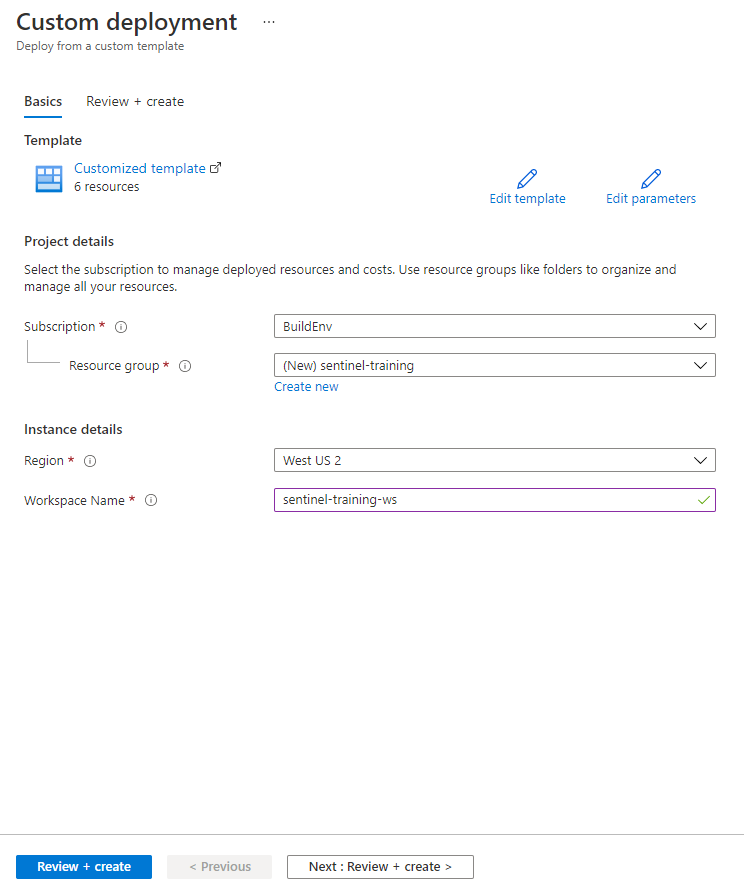 Custom deployment ...
Deploy from a custom template
Basics Review + create
Template
Customized template
6 resources
Edit template Edit parameters
Project details
Select the subscription to manage deployed resources and costs. Use resource groups like folders to organize and
manage all your resources.
Subscription * BuildEnv
Resource group * (New) sentinel-training
Create new
Instance details
Region * West US 2
Workspace Name * sentinel-training-ws
Review + create < Previous Next : Review + create >